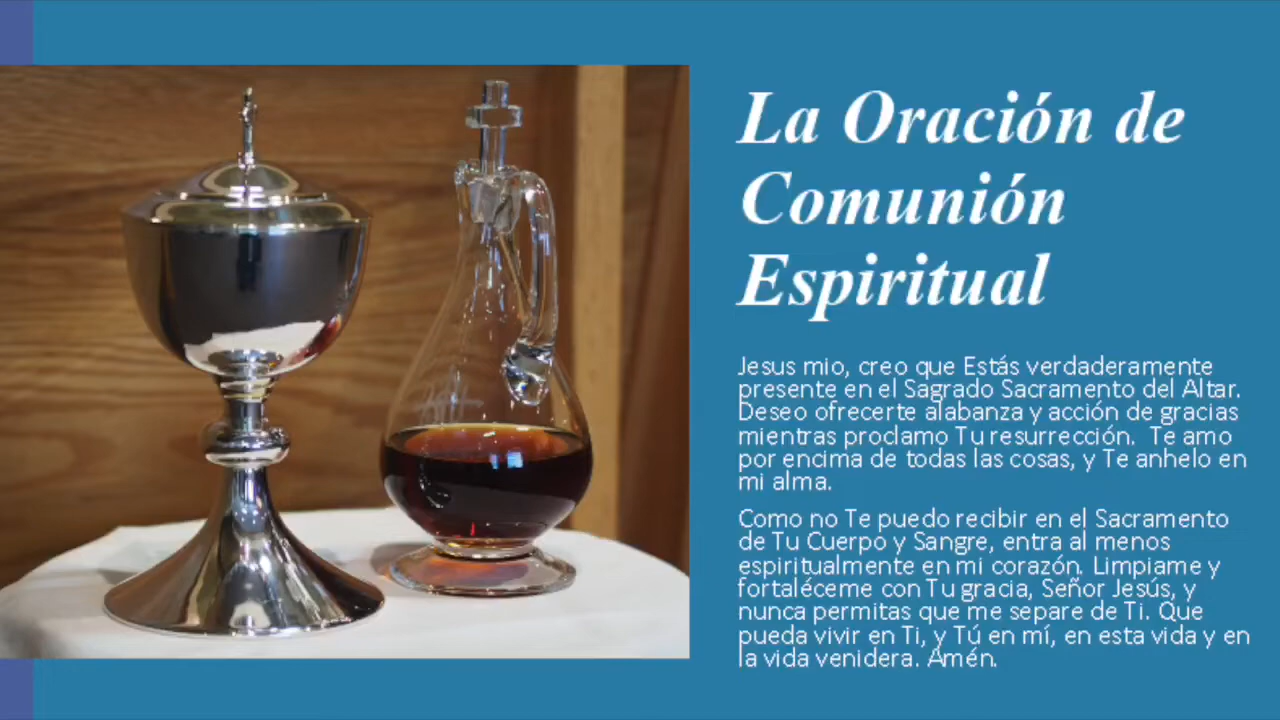 La Oración de
Comunión
Espiritual
Jesus mio, creo que Estás verdaderamente
presente en el Sagrado Sacramento del Altar.
Deseo ofrecerte alabanza y acción de gracias
mientras proclamo Tu resurrección. Te amo
por encima de todas las cosas, y Te anhelo en
mi alma.
Como no Te puedo recibir en el Sacramento
de Tu Cuerpo y Sangre, entra al menos
espiritualmente en mi corazón. Limpiame y
fortaléceme con Tu gracia, Señor Jesús, y
nunca permitas que me separe de Ti. Que
pueda vivir en Ti, y Tú en mí, en esta vida y en
la vida venidera. Amén.